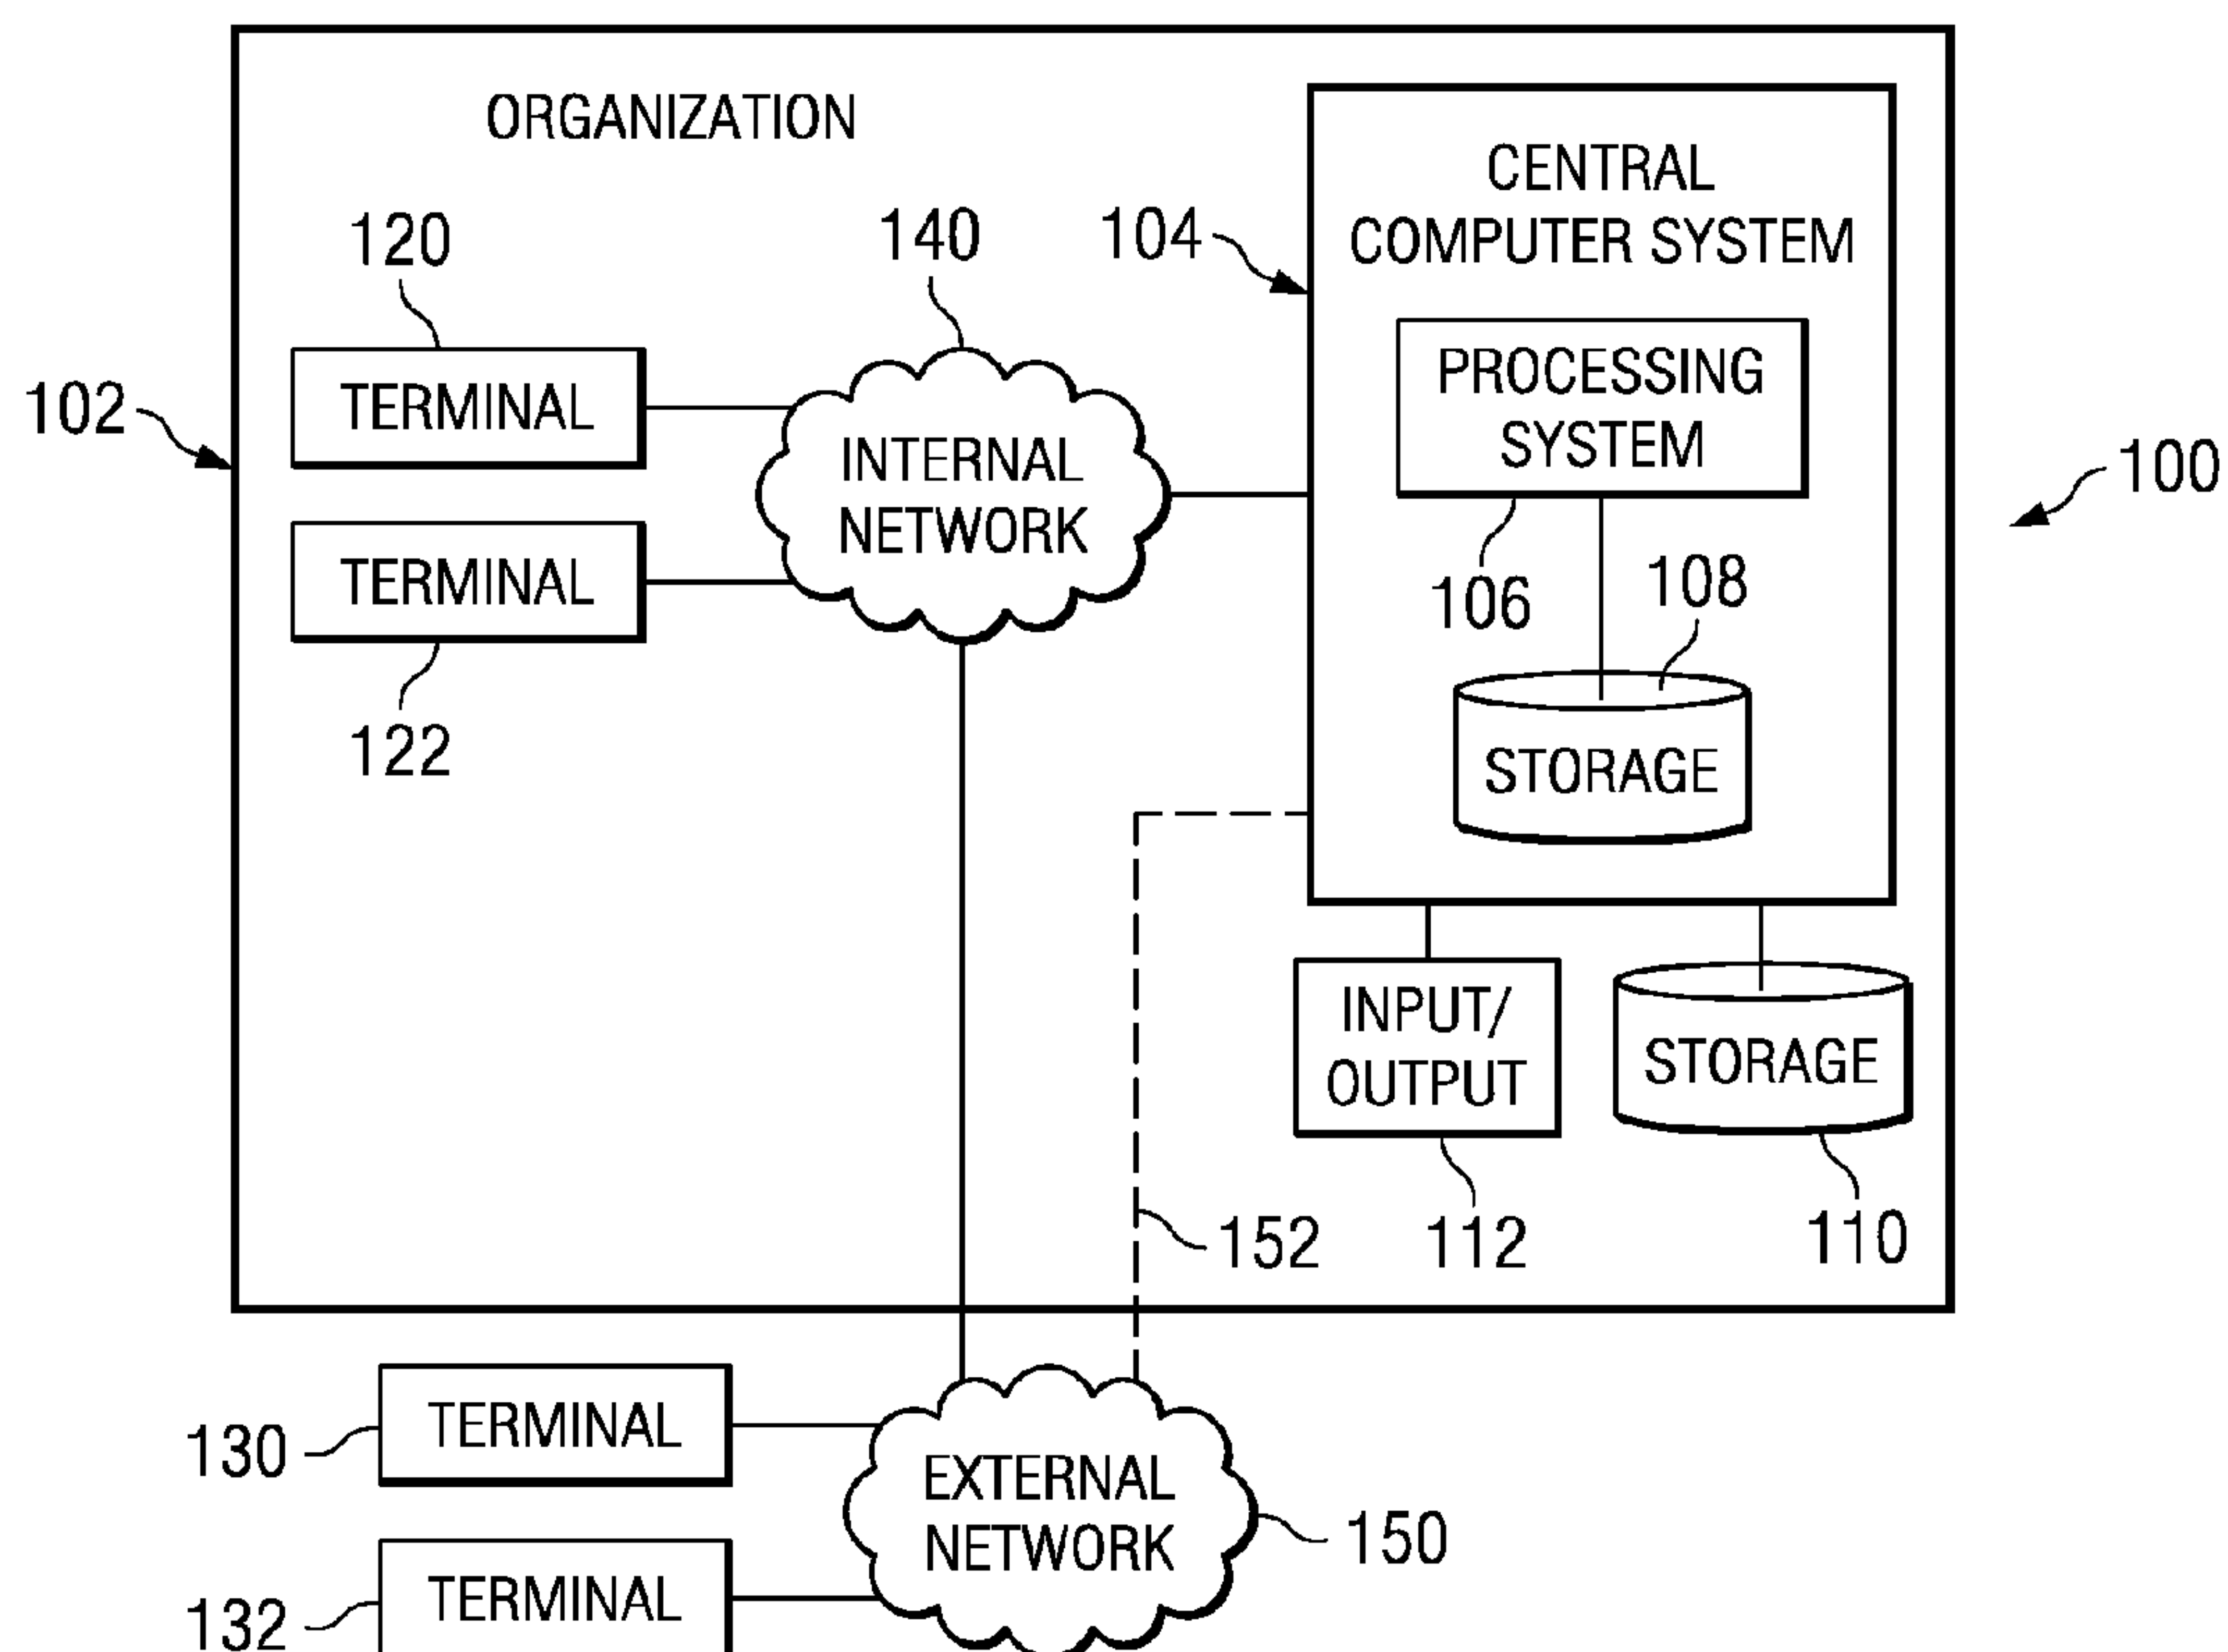 ORGANIZATION
CENTRAL
COMPUTER SYSTEM
120
140
104
PROCESSING
SYSTEM
102
TERMINAL
INTERNAL
NETWORK
100
TERMINAL
106
108
122
STORAGE
INPUT/
OUTPUT
STORAGE
152
112
110
130
TERMINAL
EXTERNAL
NETWORK
150
132
TERMINAL